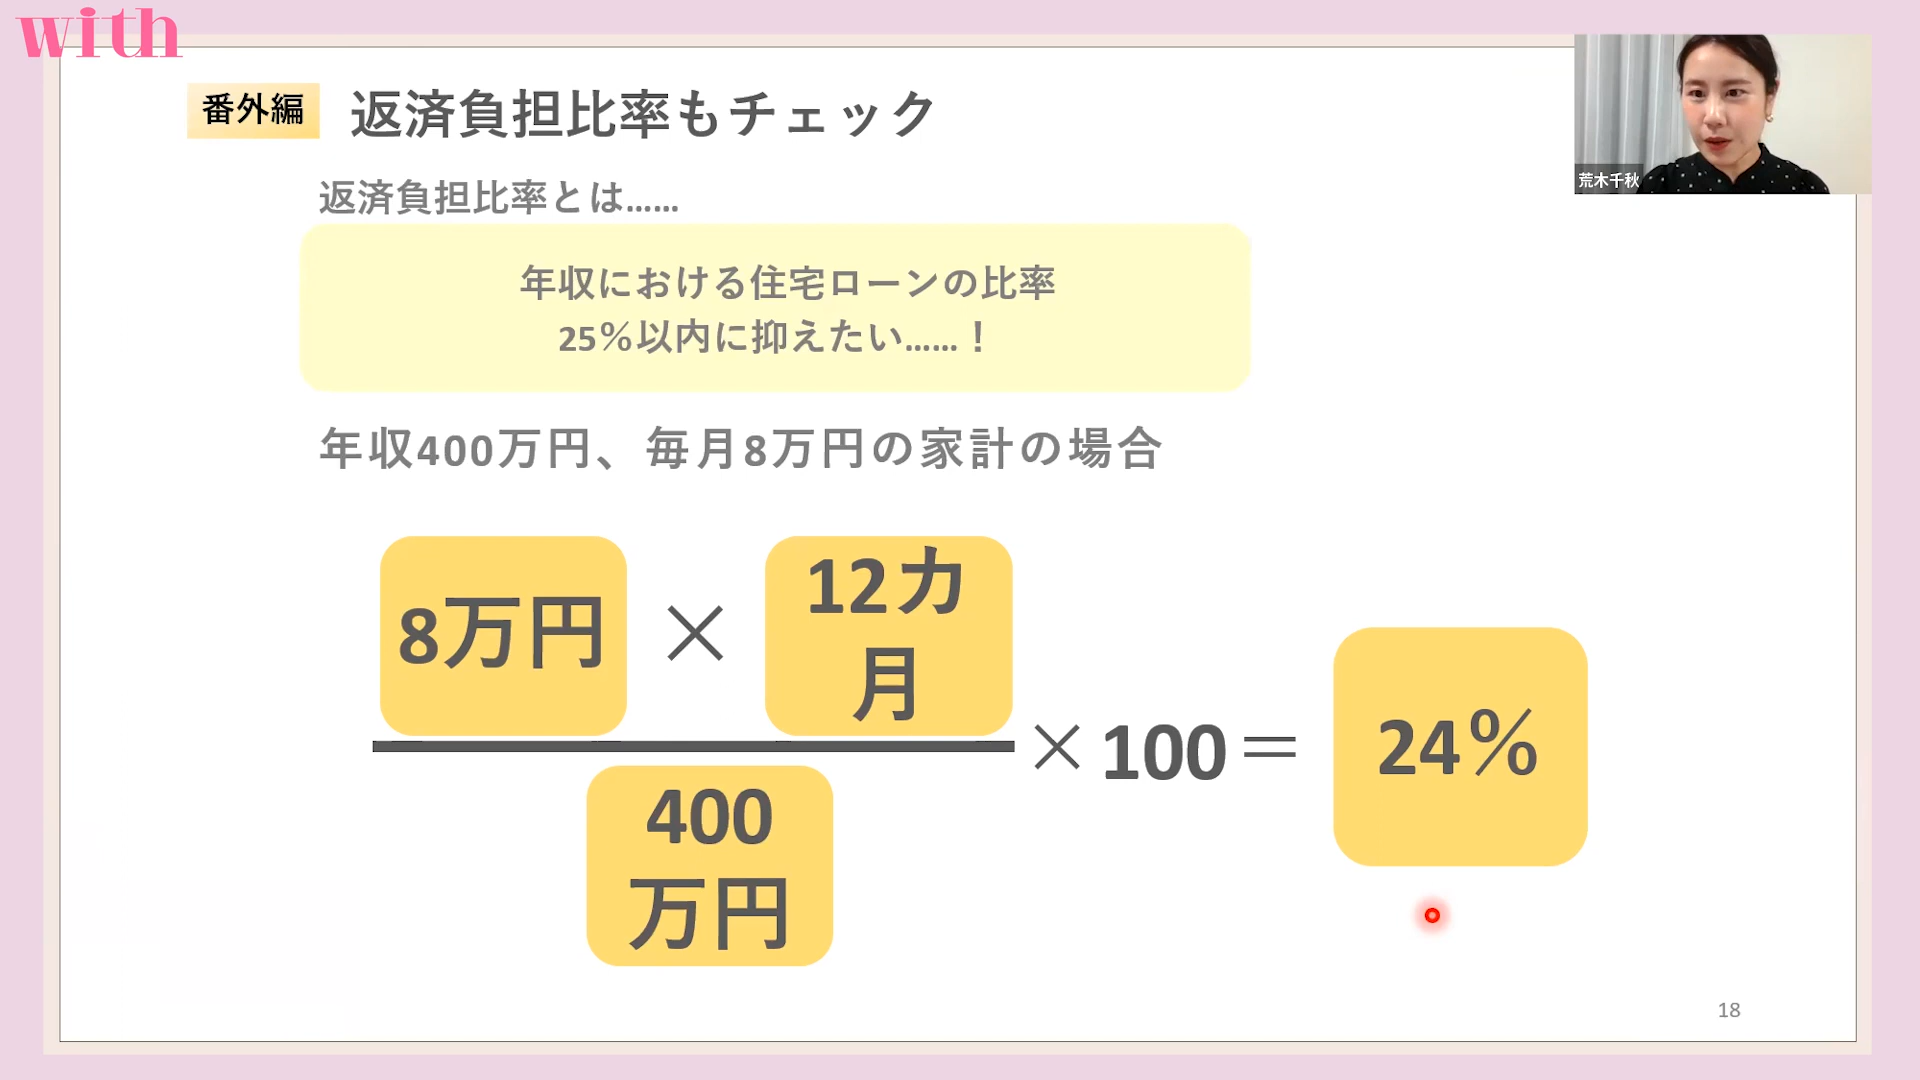 with
番外編 返済負担比率もチェック
荒木千秋
返済負担比率とは……
年収における住宅ローンの比率
25％以内に抑えたい……！
年収400万円、毎月8万円の家計の場合
8万円 × 12カ
月
× 100 ＝ 24％
400
万円
18